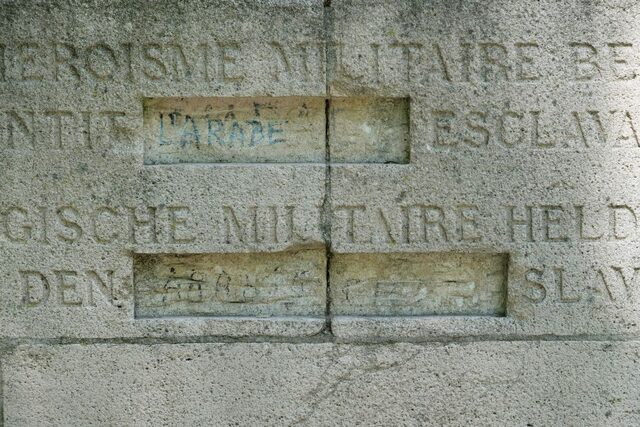 HEROISME MILITAIRE BE
NTIT L'ARABE ESCLAVA
GISCHE MILITAIRE HELD
DEN SLAV